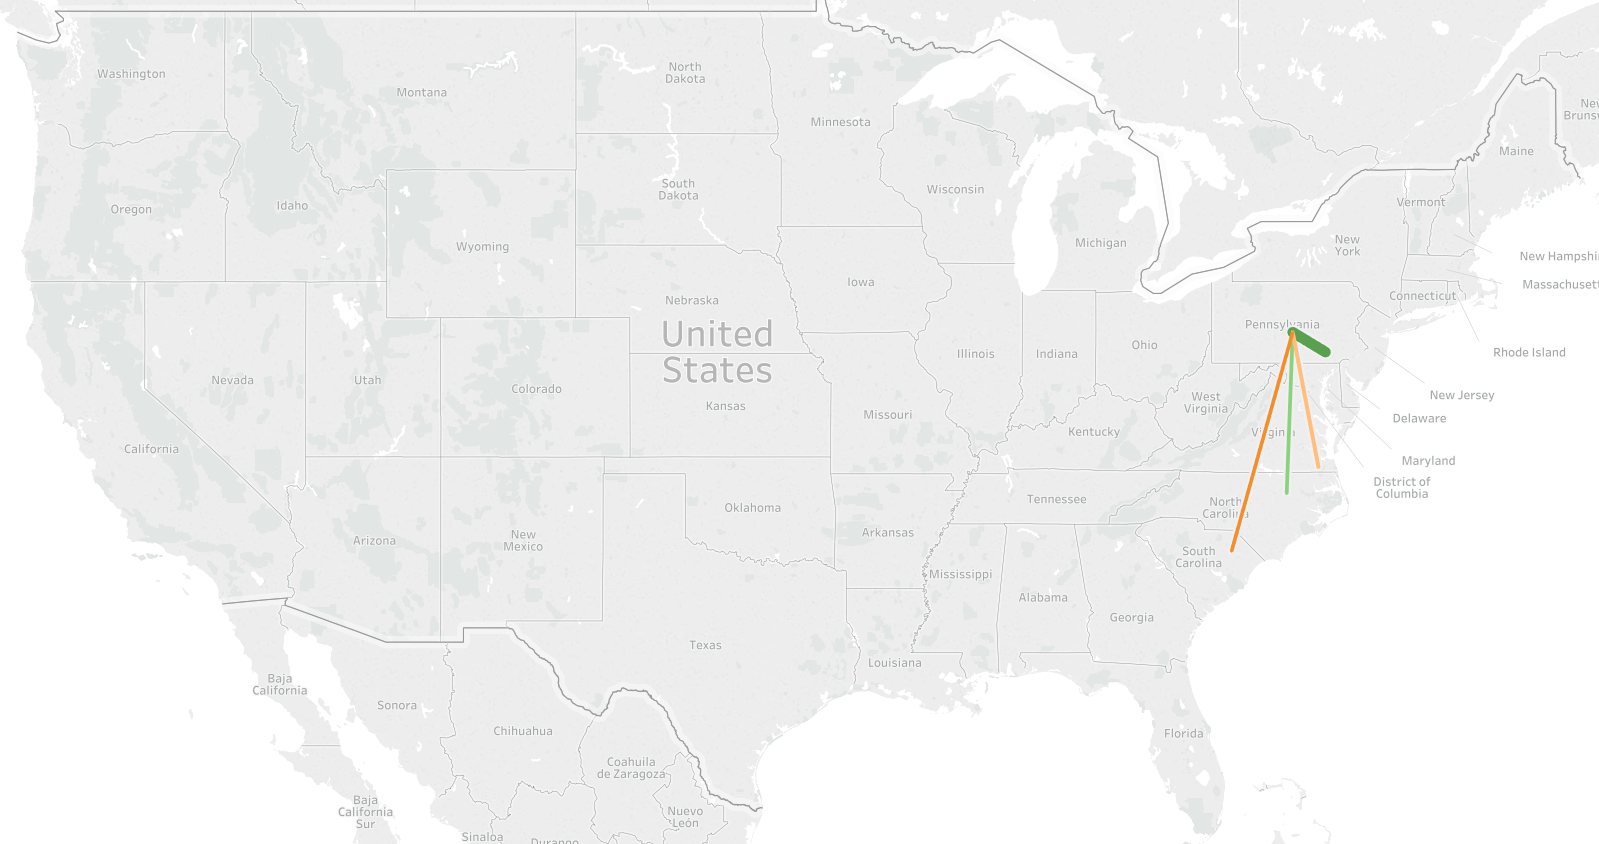 Washington
Montana
North
Dakota
Minnesota
New
Bruns
Maine
Oregon
Idaho
South
Dakota
Wisconsin
Vermont
Wyoming
Michigan
New
York
New Hampshi
Iowa
Massachuset
Nebraska
Connecticut
Pennsylvania
United
States
Illinois
Indiana
Ohio
Rhode Island
Nevada
Utah
Colorado
Kansas
West
Virginia
New Jersey
Missouri
Delaware
California
Kentucky
Virginia
Maryland
District of
Columbia
Tennessee
North
Carolina
Oklahoma
Arkansas
Arizona
New
Mexico
South
Carolina
Mississippi
Alabama
Georgia
Texas
Louisiana
Baja
California
Sonora
Chihuahua
Florida
Coahuila
de Zaragoza
Baja
California
Sur
Nuevo
León
Sinaloa
Durango